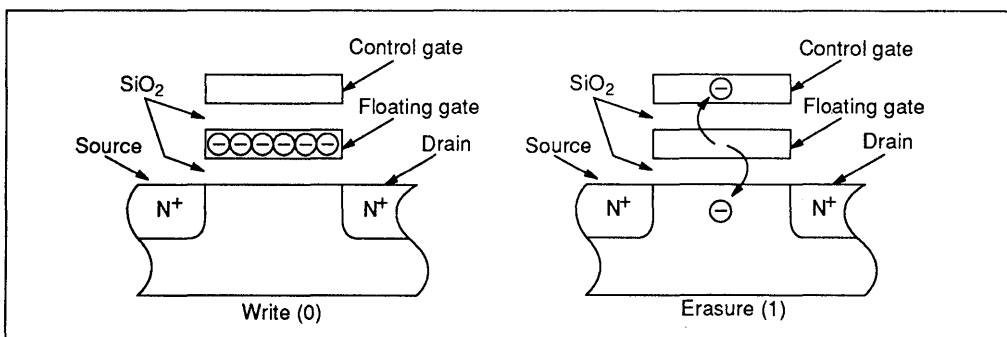 Control gate
SiO₂
Floating gate
Source
Drain
N⁺
N⁺
Write (0)
Control gate
SiO₂
Floating gate
Source
Drain
N⁺
N⁺
Erasure (1)